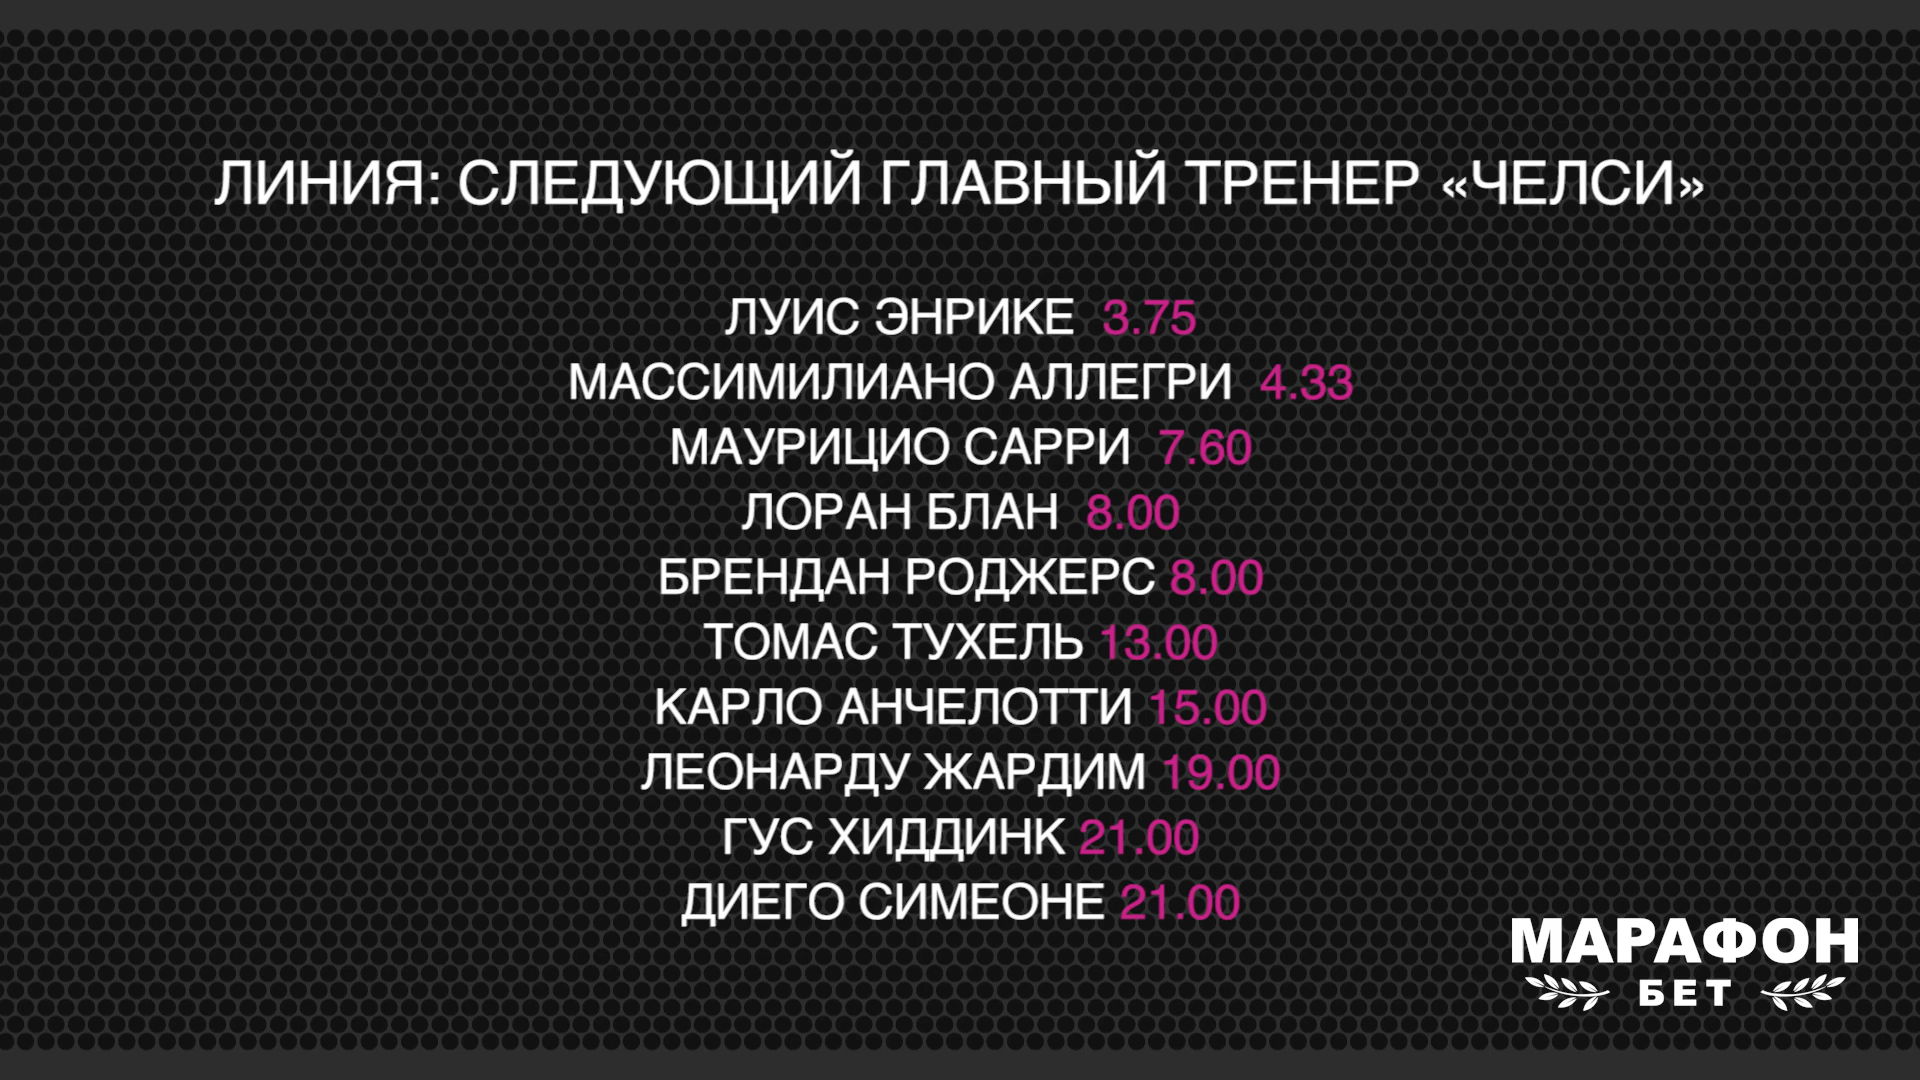 ЛИНИЯ: СЛЕДУЮЩИЙ ГЛАВНЫЙ ТРЕНЕР «ЧЕЛСИ»
ЛУИС ЭНРИКЕ 3.75
МАССИМИЛИАНО АЛЛЕГРИ 4.33
МАУРИЦИО САРРИ 7.60
ЛОРАН БЛАН 8.00
БРЕНДАН РОДЖЕРС 8.00
ТОМАС ТУХЕЛЬ 13.00
КАРЛО АНЧЕЛОТТИ 15.00
ЛЕОНАРДУ ЖАРДИМ 19.00
ГУС ХИДДИНК 21.00
ДИЕГО СИМЕОНЕ 21.00
МАРАФОН
БЕТ